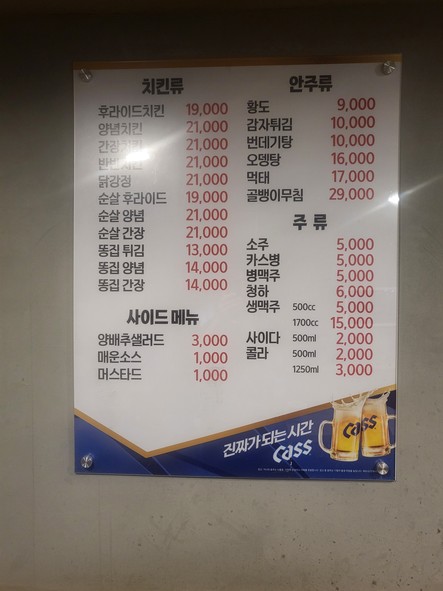 치킨류
후라이드치킨 19,000
양념치킨 21,000
간장치킨 21,000
반반치킨 21,000
닭강정 21,000
순살 후라이드 19,000
순살 양념 21,000
순살 간장 21,000
똥집 튀김 13,000
똥집 양념 14,000
똥집 간장 14,000
사이드 메뉴
양배추샐러드 3,000
매운소스 1,000
머스타드 1,000
안주류
황도 9,000
감자튀김 10,000
번데기탕 10,000
오뎅탕 16,000
먹태 17,000
골뱅이무침 29,000
주 류
소주 5,000
카스병 5,000
병맥주 5,000
청하 6,000
생맥주 500cc 5,000
1700cc 15,000
사이다 500ml 2,000
콜라 500ml 2,000
1250ml 3,000
진짜가 되는 시간
Cass
Cass